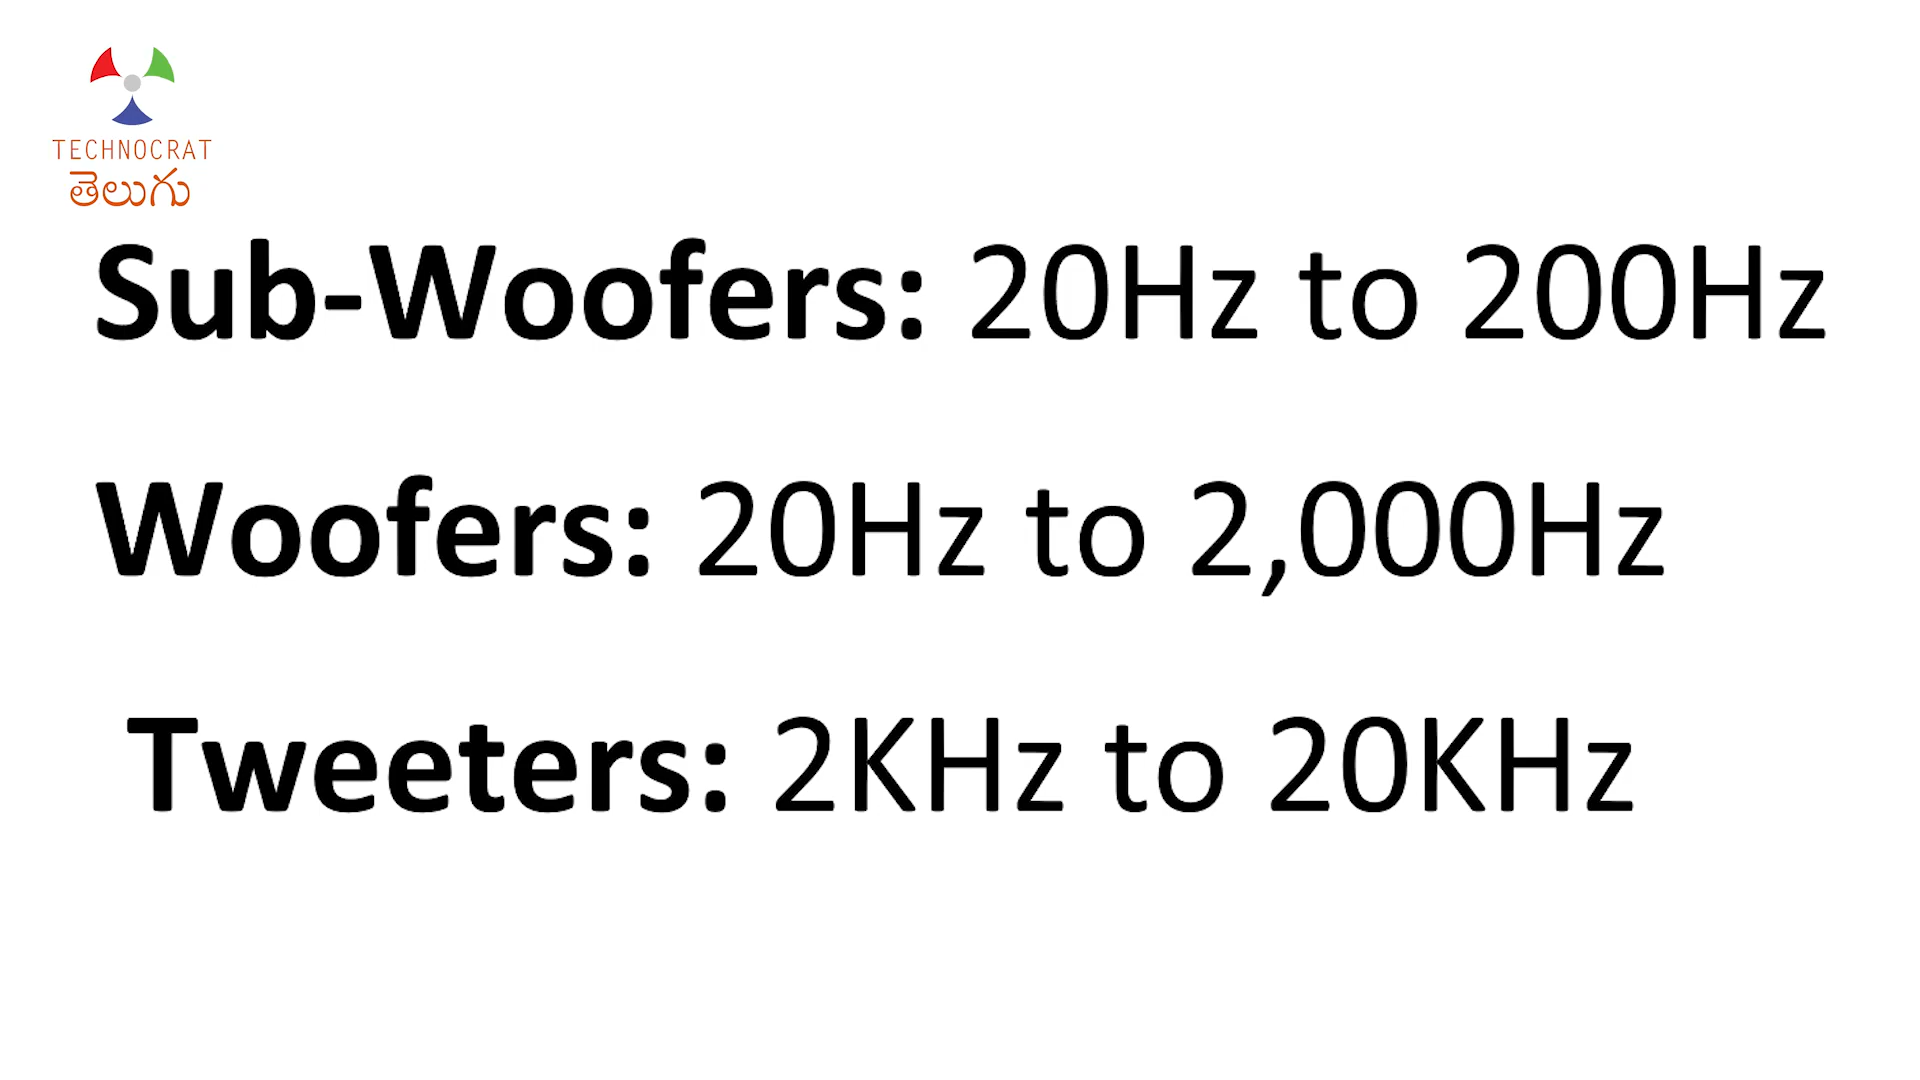 TECHNOCRAT
తెలుగు
Sub-Woofers: 20Hz to 200Hz
Woofers: 20Hz to 2,000Hz
Tweeters: 2KHz to 20KHz